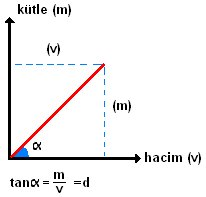 kütle (m)
(v)
(m)
α
hacim (v)
tanα = m/v = d